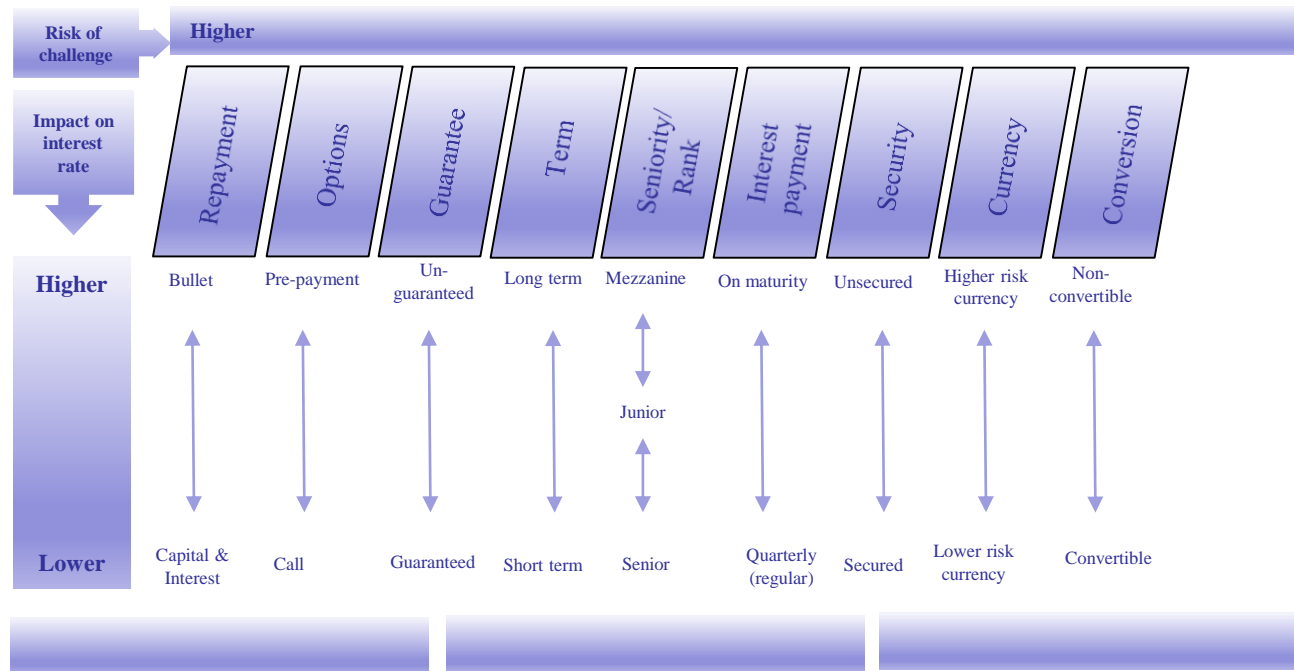 Risk of
challenge
Higher
Impact on
interest
rate
Repayment
Options
Guarantee
Term
Seniority/
Rank
Interest
payment
Security
Currency
Conversion
Higher
Bullet
Pre-payment
Un-
guaranteed
Long term
Mezzanine
On maturity
Unsecured
Higher risk
currency
Non-
convertible
Junior
Lower
Capital &
Interest
Call
Guaranteed
Short term
Senior
Quarterly
(regular)
Secured
Lower risk
currency
Convertible